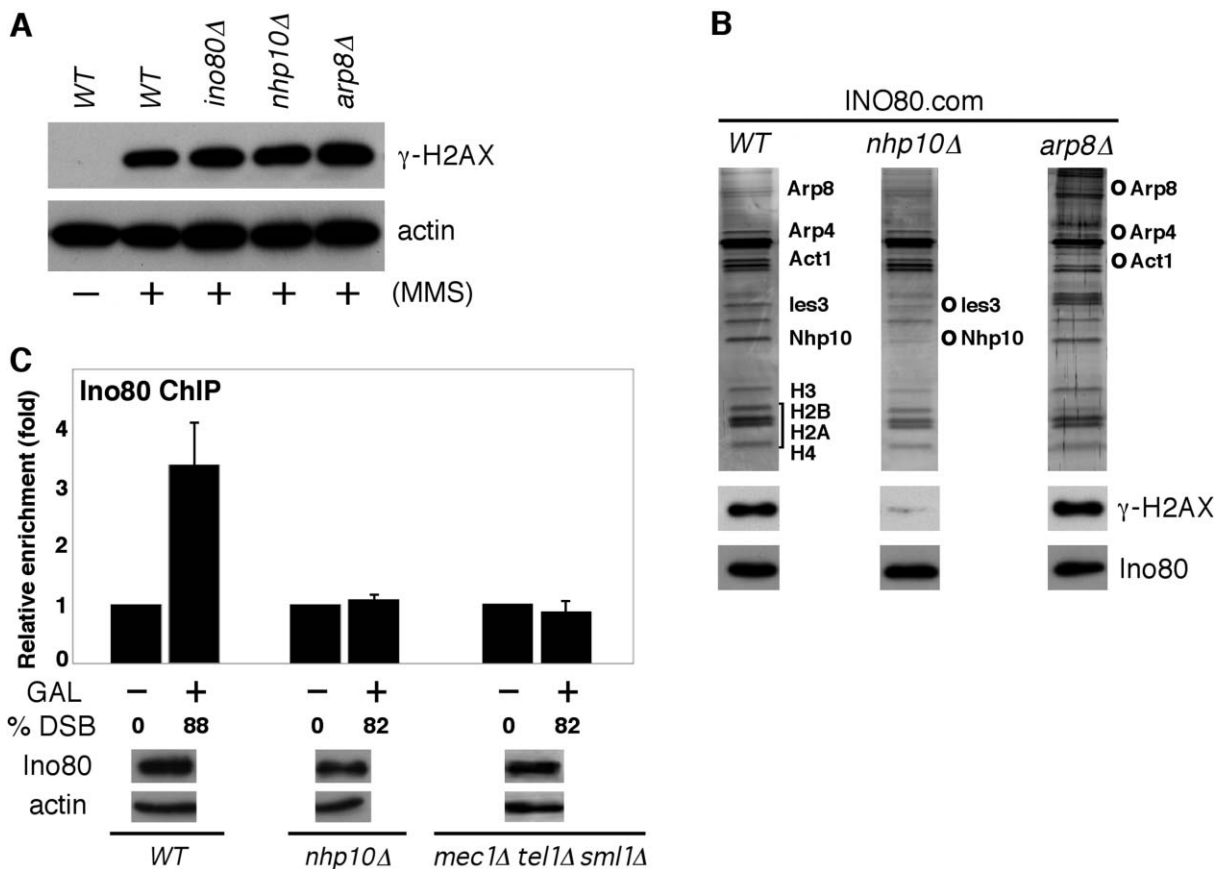 A
WT WT ino80Δ nhp10Δ arp8Δ
γ-H2AX
actin
− + + + + (MMS)
B
INO80.com
WT nhp10Δ arp8Δ
Arp8 O Arp8
Arp4 O Arp4
Act1 O Act1
Ies3 O Ies3
Nhp10 O Nhp10
H3
H2B
H2A
H4
γ-H2AX
Ino80
C
Ino80 ChIP
Relative enrichment (fold)
4
3
2
1
0
GAL − + − + − +
% DSB 0 88 0 82 0 82
Ino80
actin
WT nhp10Δ mec1Δ tel1Δ sml1Δ